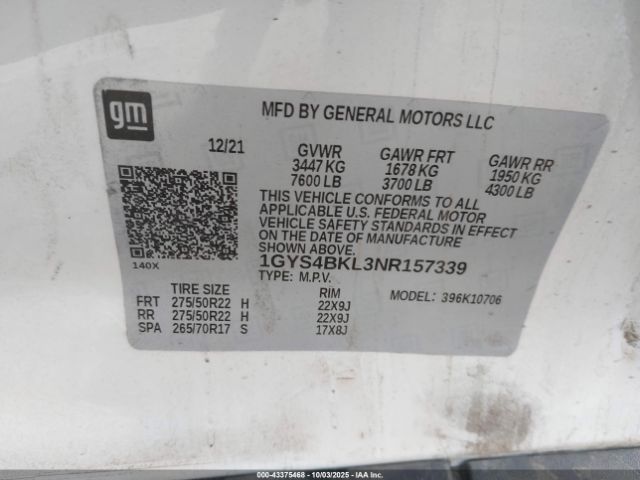 gm
MFD BY GENERAL MOTORS LLC
12/21 GVWR GAWR FRT GAWR RR
3447 KG 1678 KG 1950 KG
7600 LB 3700 LB 4300 LB
THIS VEHICLE CONFORMS TO ALL
APPLICABLE U.S. FEDERAL MOTOR
VEHICLE SAFETY STANDARDS IN EFFECT
ON THE DATE OF MANUFACTURE
SHOWN ABOVE.
140X
1GYS4BKL3NR157339
TYPE: M.P.V.
TIRE SIZE RIM MODEL: 396K10706
FRT 275/50R22 H 22X9J
RR 275/50R22 H 22X9J
SPA 265/70R17 S 17X8J
000-43375468 - 10/03/2025 - IAA, Inc.